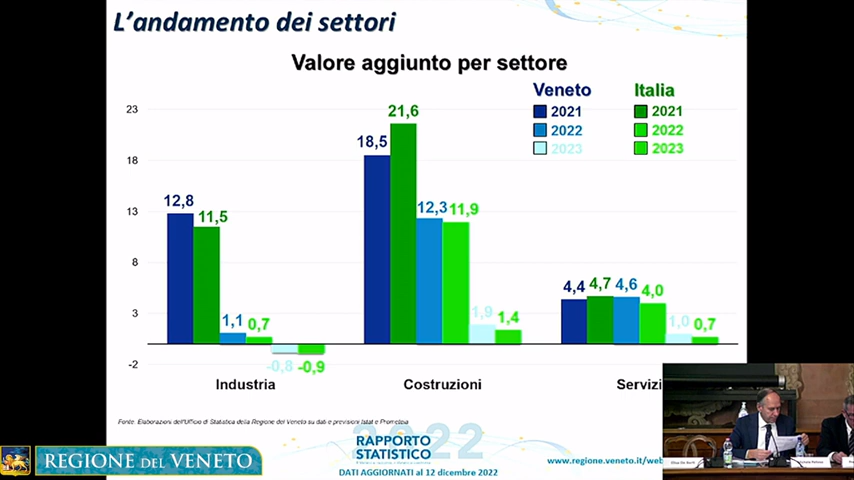 L'andamento dei settori
Valore aggiunto per settore
Veneto Italia
2021 2021
2022 2022
2023 2023
23
18
13
8
3
-2
12,8 11,5 1,1 0,7 -0,8 -0,9
18,5 21,6 12,3 11,9 1,9 1,4
4,4 4,7 4,6 4,0 1,0 0,7
Industria Costruzioni Servizi
Fonte: Elaborazioni dell'Ufficio di Statistica della Regione del Veneto su dati e previsioni Istat e Prometeia
2022
RAPPORTO
STATISTICO
DATI AGGIORNATI al 12 dicembre 2022
www.regione.veneto.it/web
REGIONE DEL VENETO